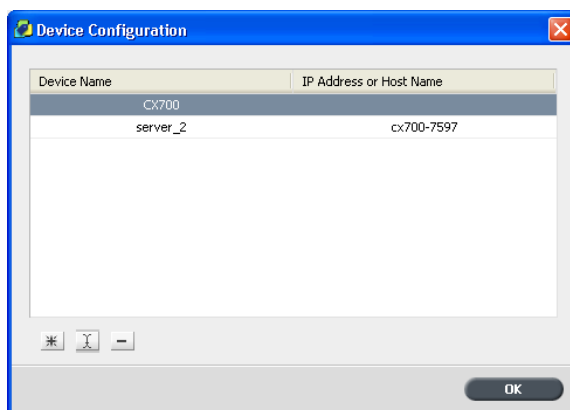 Device Configuration
Device Name IP Address or Host Name
CX700
server_2 cx700-7597
OK